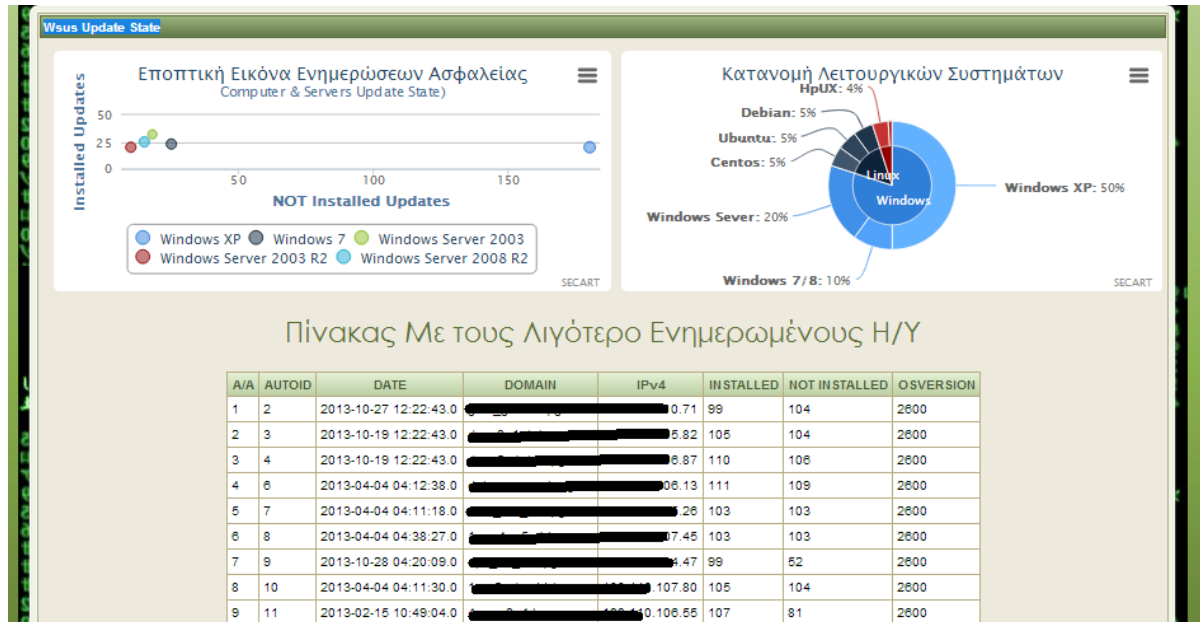 Wsus Update State
Εποπτική Εικόνα Ενημερώσεων Ασφαλείας
Computer & Servers Update State)
Installed Updates
50
25
0
50
100
150
NOT Installed Updates
Windows XP Windows 7 Windows Server 2003
Windows Server 2003 R2 Windows Server 2008 R2
SECART
Κατανομή Λειτουργικών Συστημάτων
HpUX: 4%
Debian: 5%
Ubuntu: 5%
Centos: 5%
Linux
Windows
Windows XP: 50%
Windows Sever: 20%
Windows 7/8: 10%
SECART
Πίνακας Με τους Λιγότερο Ενημερωμένους Η/Υ
A/A AUTOID DATE DOMAIN IPv4 INSTALLED NOT INSTALLED OSVERSION
1 2 2013-10-27 12:22:43.0 0.71 99 104 2600
2 3 2013-10-19 12:22:43.0 5.82 105 104 2600
3 4 2013-10-19 12:22:43.0 6.87 110 106 2600
4 6 2013-04-04 04:12:38.0 06.13 111 109 2600
5 7 2013-04-04 04:11:18.0 .26 103 103 2600
6 8 2013-04-04 04:38:27.0 07.45 103 103 2600
7 9 2013-10-28 04:20:09.0 4.47 99 52 2600
8 10 2013-04-04 04:11:30.0 .107.80 105 104 2600
9 11 2013-02-15 10:49:04.0 0.106.55 107 81 2600